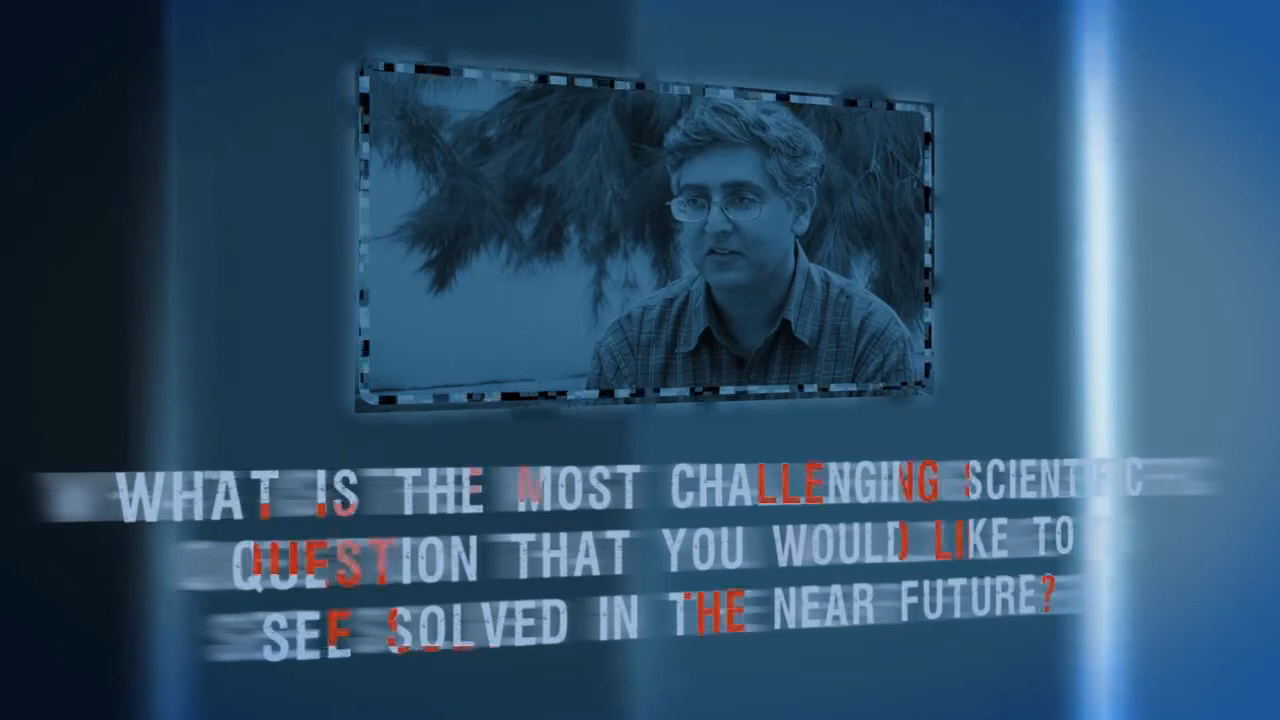 WHAT IS THE MOST CHALLENGING SCIENTIFIC
QUESTION THAT YOU WOULD LIKE TO
SEE SOLVED IN THE NEAR FUTURE?